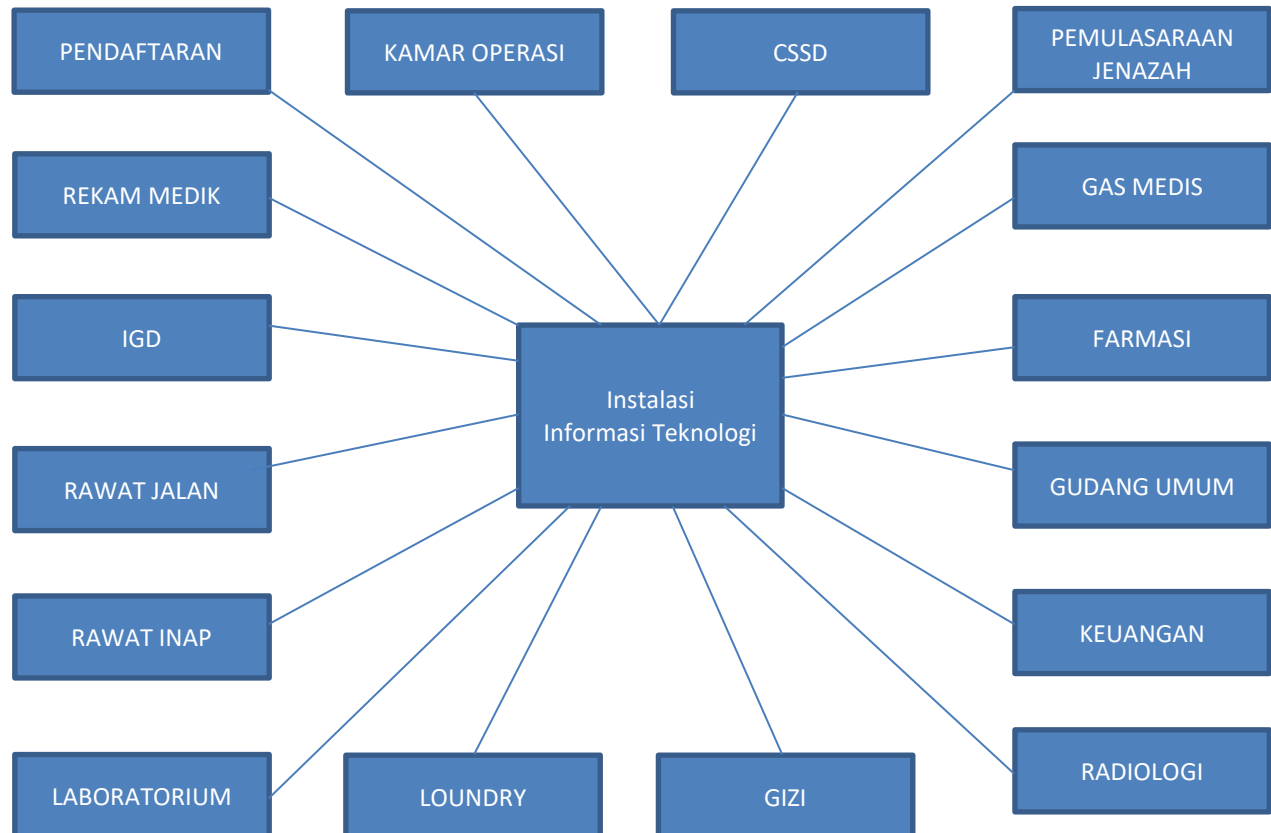 PENDAFTARAN
KAMAR OPERASI
CSSD
PEMULASARAAN
JENAZAH
REKAM MEDIK
GAS MEDIS
IGD
FARMASI
Instalasi
Informasi Teknologi
RAWAT JALAN
GUDANG UMUM
RAWAT INAP
KEUANGAN
LABORATORIUM
LOUNDRY
GIZI
RADIOLOGI